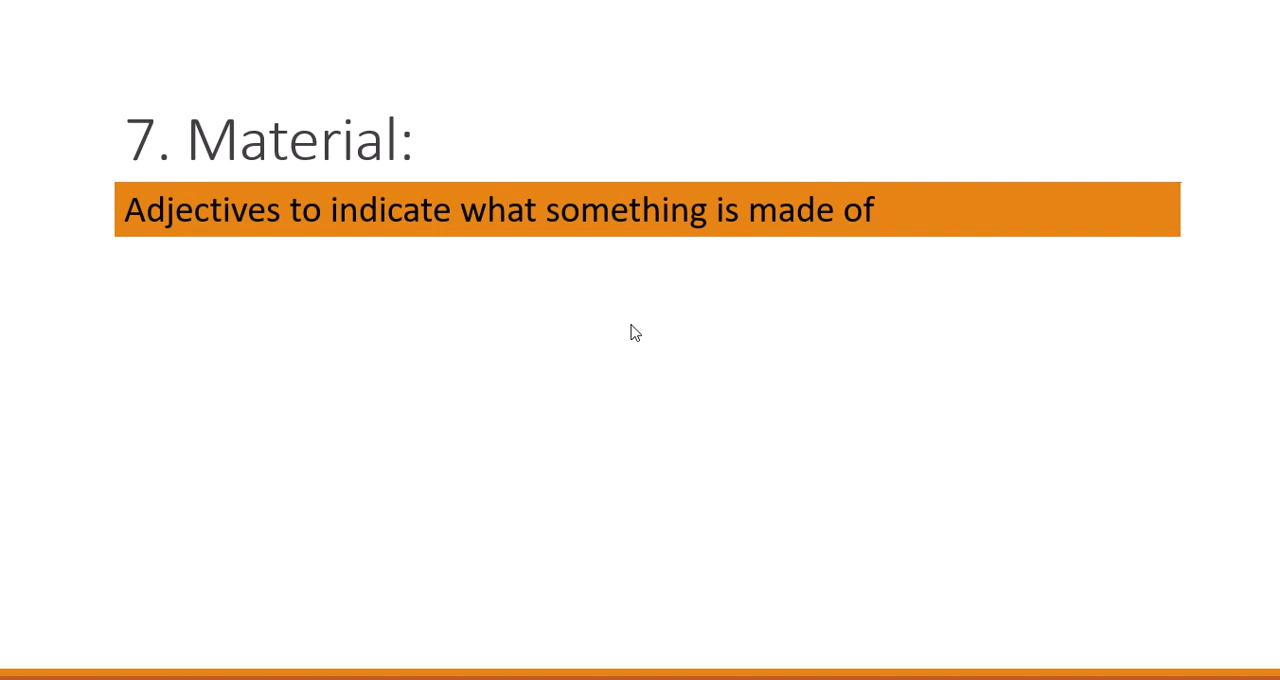 7. Material:
Adjectives to indicate what something is made of